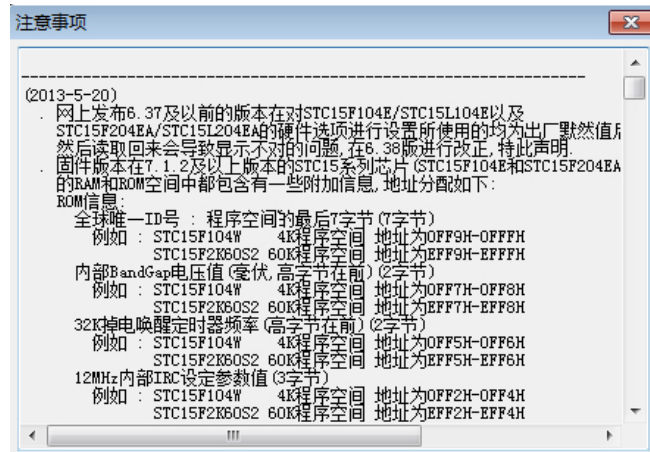 注意事项
----------------------------------------------------------------
(2013-5-20)
. 网上发布6.37及以前的版本在对STC15F104E/STC15L104E以及
STC15F204EA/STC15L204EA的硬件选项进行设置所使用的均为出厂默然值后
然后读取回来会导致显示不对的问题,在6.38版进行改正,特此声明.
. 固件版本在7.1.2及以上版本的STC15系列芯片(STC15F104E和STC15F204EA
的RAM和ROM空间中都包含有一些附加信息,地址分配如下:
ROM信息:
全球唯一ID号 : 程序空间的最后7字节(7字节)
例如 : STC15F104W 4K程序空间 地址为0FF9H-0FFFH
STC15F2K60S2 60K程序空间 地址为EFF9H-EFFFH
内部BandGap电压值(毫伏,高字节在前)(2字节)
例如 : STC15F104W 4K程序空间 地址为0FF7H-0FF8H
STC15F2K60S2 60K程序空间 地址为EFF7H-EFF8H
32K掉电唤醒定时器频率(高字节在前)(2字节)
例如 : STC15F104W 4K程序空间 地址为0FF5H-0FF6H
STC15F2K60S2 60K程序空间 地址为EFF5H-EFF6H
12MHz内部IRC设定参数值(3字节)
例如 : STC15F104W 4K程序空间 地址为0FF2H-0FF4H
STC15F2K60S2 60K程序空间 地址为EFF2H-EFF4H